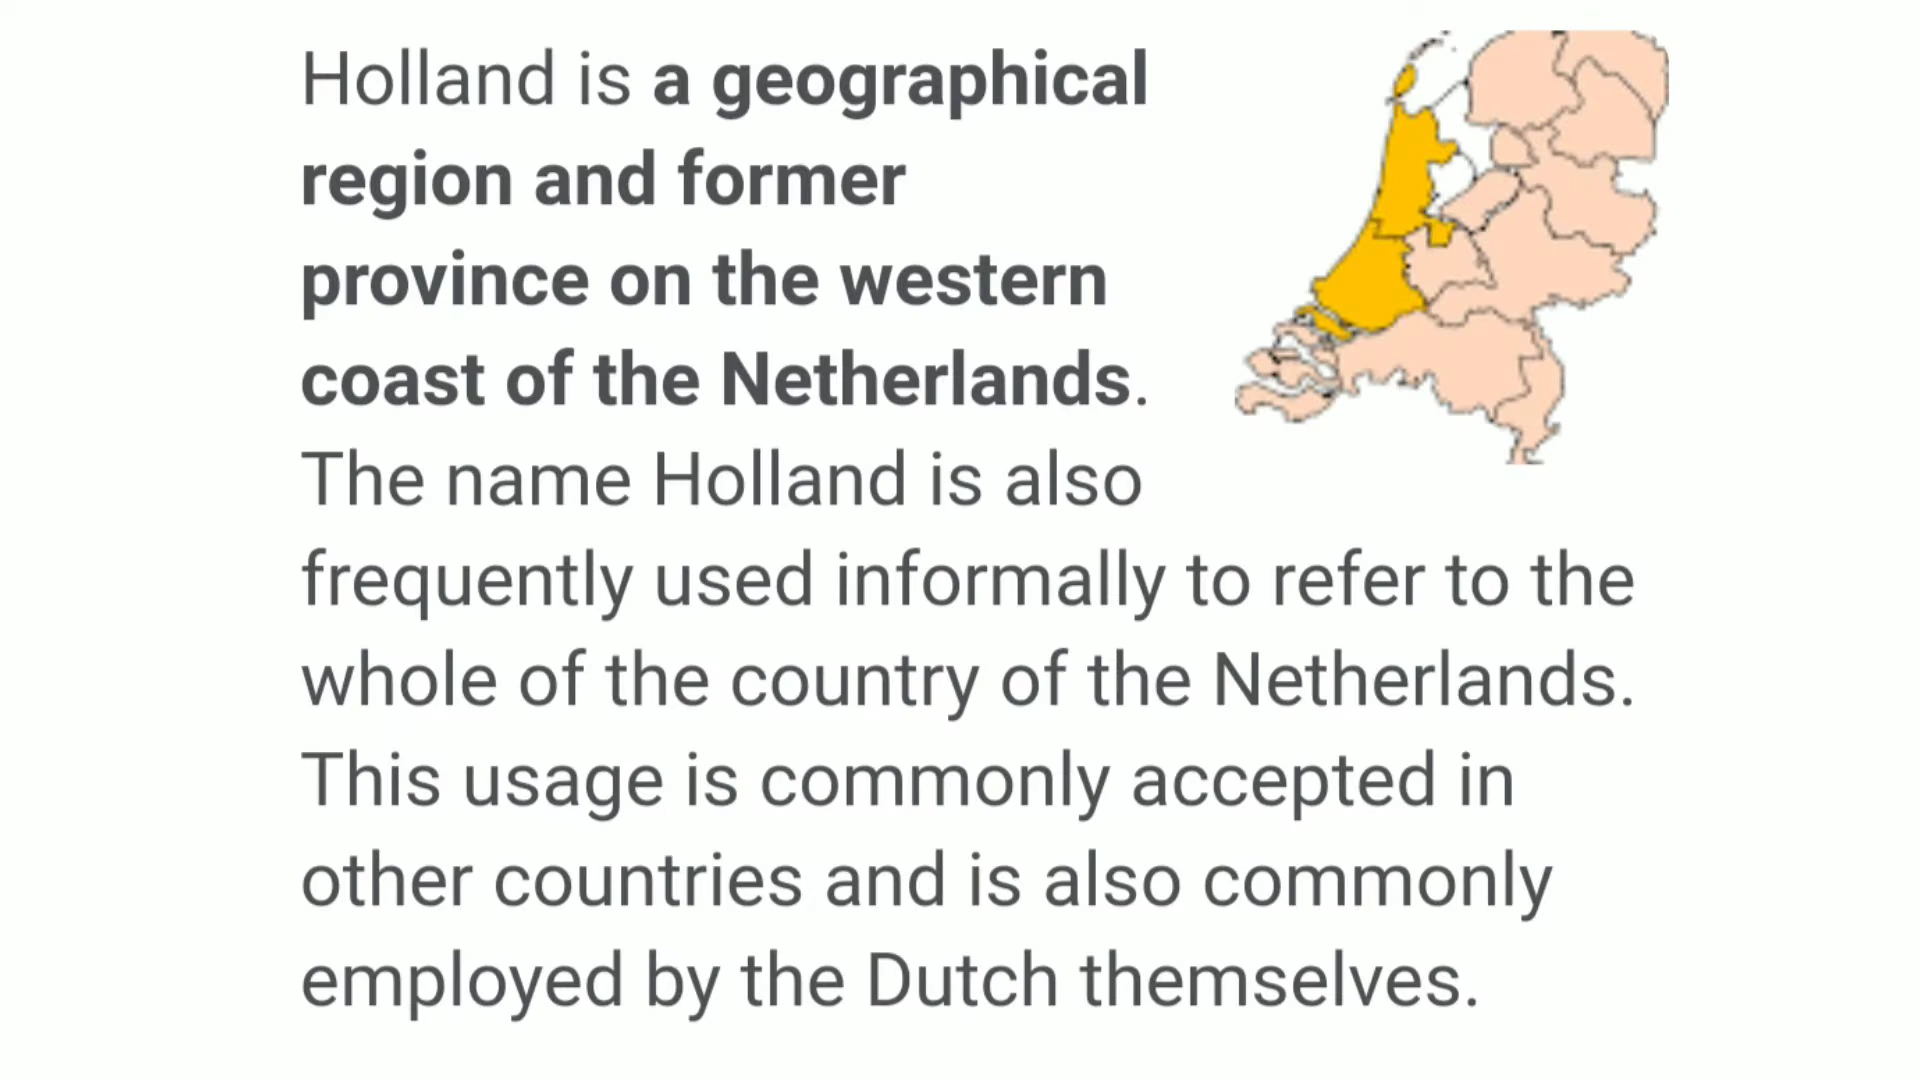 Holland is a geographical
region and former
province on the western
coast of the Netherlands.
The name Holland is also
frequently used informally to refer to the
whole of the country of the Netherlands.
This usage is commonly accepted in
other countries and is also commonly
employed by the Dutch themselves.